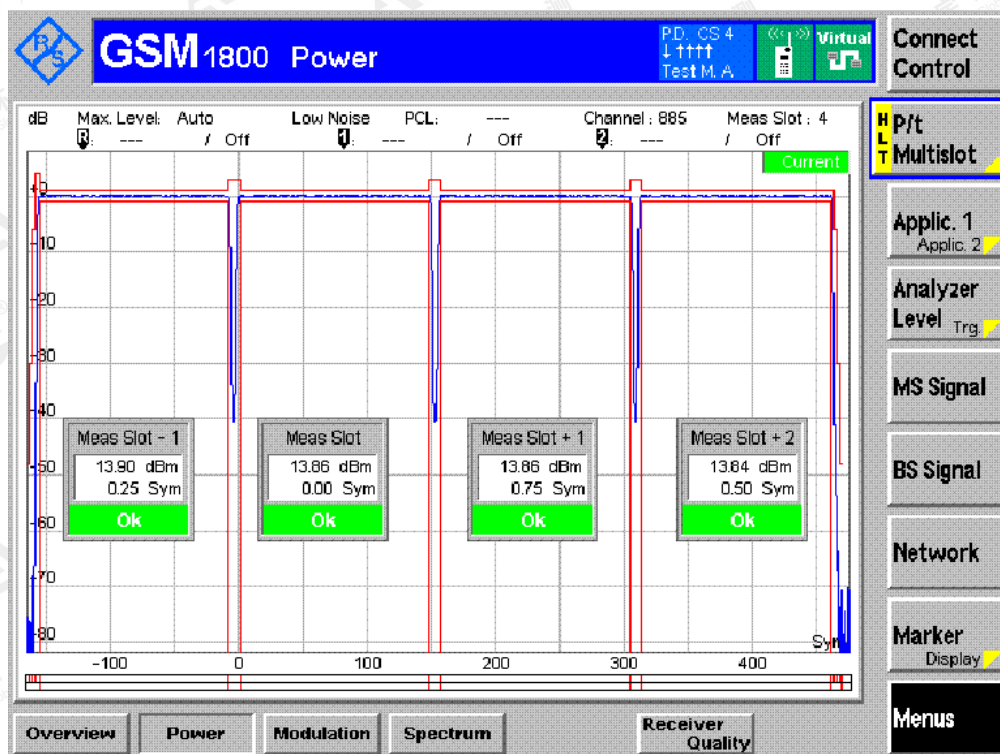 R/S GSM 1800 Power
P.D. CS 4
↓↑↑↑↑
Test M. A
Virtual
Connect Control
dB Max. Level: Auto Low Noise PCL: --- Channel : 885 Meas Slot : 4
R: --- / Off 1: --- / Off 2: --- / Off
Current
HLT P/t Multislot
Applic. 1
Applic. 2
Analyzer Level Trg.
MS Signal
BS Signal
Network
Marker
Display
Menus
+0
-10
-20
-30
-40
-50
-60
-70
-80
Meas Slot - 1
13.90 dBm
0.25 Sym
Ok
Meas Slot
13.86 dBm
0.00 Sym
Ok
Meas Slot + 1
13.86 dBm
0.75 Sym
Ok
Meas Slot + 2
13.84 dBm
0.50 Sym
Ok
Sym
-100 0 100 200 300 400
Overview Power Modulation Spectrum Receiver Quality